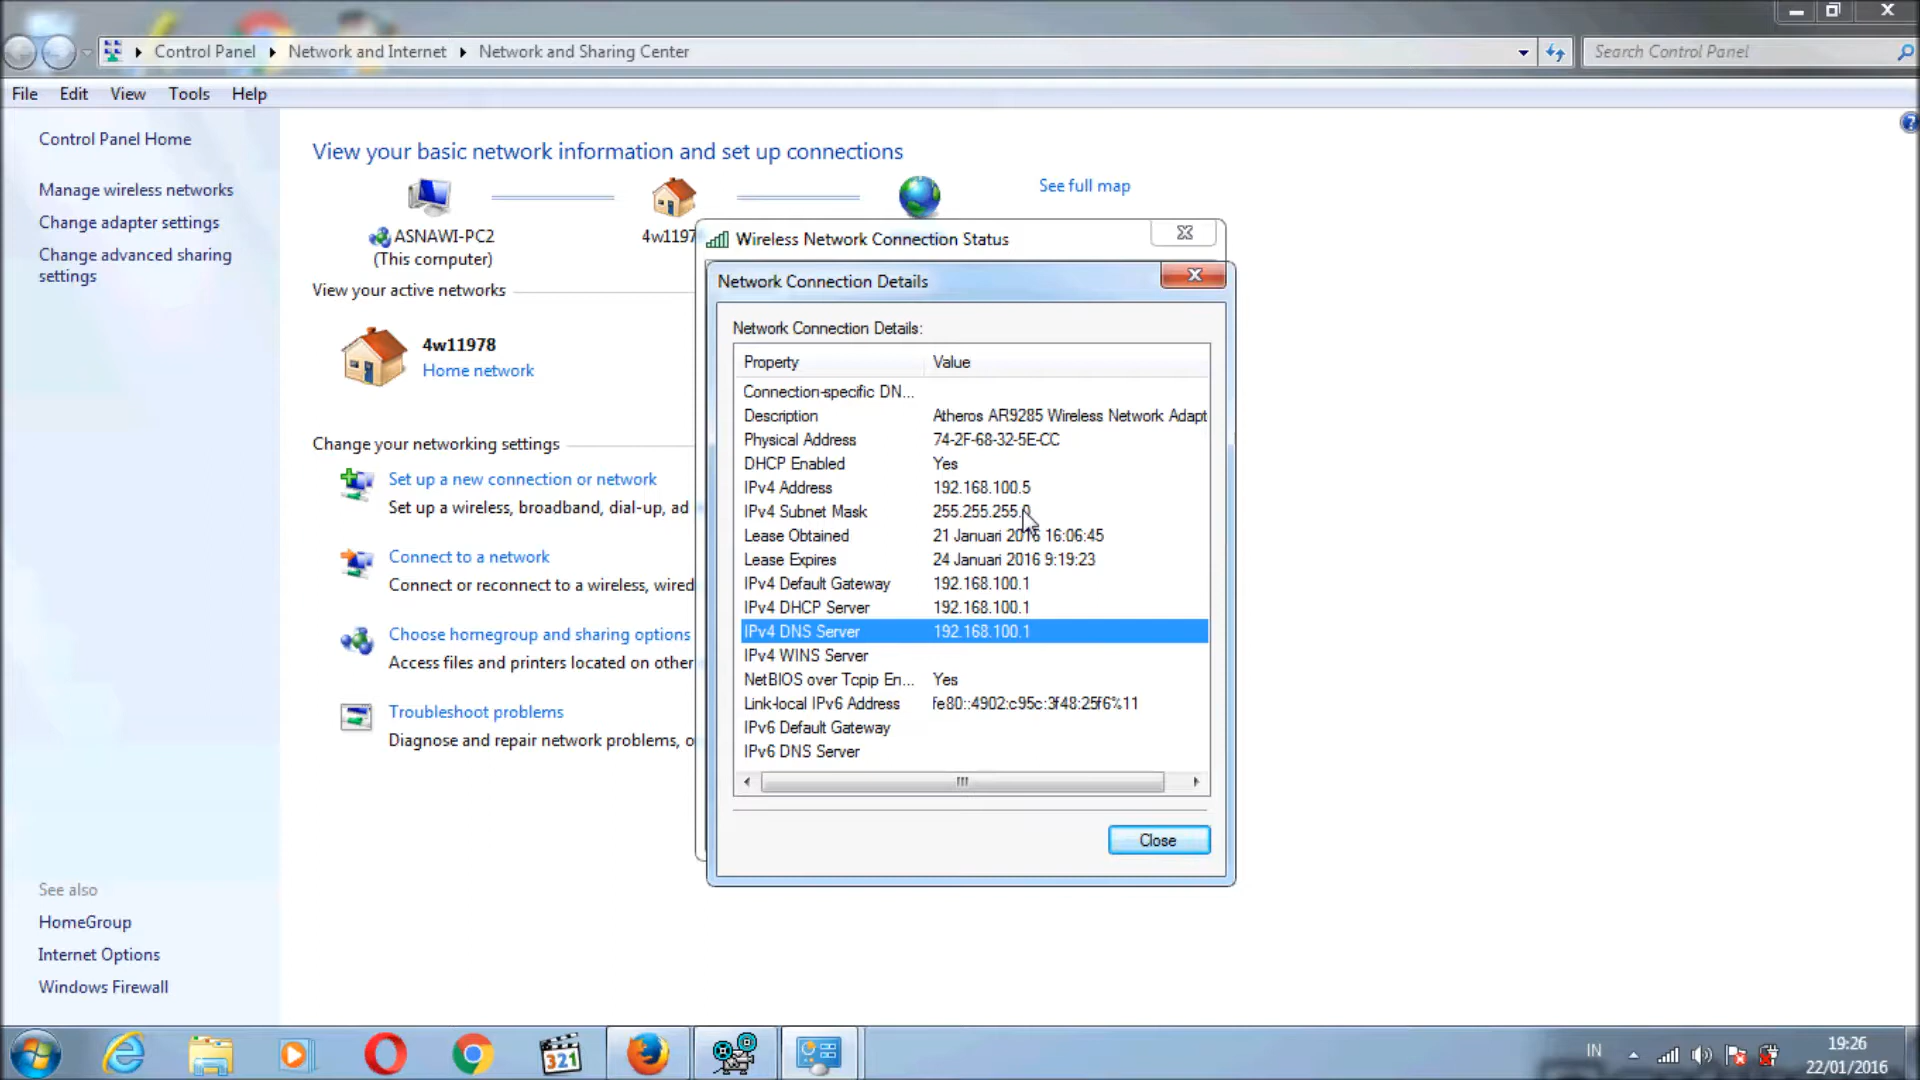 Control Panel Network and Internet Network and Sharing Center
Search Control Panel
File Edit View Tools Help
Control Panel Home
Manage wireless networks
Change adapter settings
Change advanced sharing
settings
View your basic network information and set up connections
See full map
ASNAWI-PC2
(This computer)
4w1197
View your active networks
4w11978
Home network
Change your networking settings
Set up a new connection or network
Set up a wireless, broadband, dial-up, ad
Connect to a network
Connect or reconnect to a wireless, wired
Choose homegroup and sharing options
Access files and printers located on other
Troubleshoot problems
Diagnose and repair network problems, o
Wireless Network Connection Status
Network Connection Details
Network Connection Details:
Property Value
Connection-specific DN...
Description Atheros AR9285 Wireless Network Adapt
Physical Address 74-2F-68-32-5E-CC
DHCP Enabled Yes
IPv4 Address 192.168.100.5
IPv4 Subnet Mask 255.255.255.0
Lease Obtained 21 Januari 2016 16:06:45
Lease Expires 24 Januari 2016 9:19:23
IPv4 Default Gateway 192.168.100.1
IPv4 DHCP Server 192.168.100.1
IPv4 DNS Server 192.168.100.1
IPv4 WINS Server
NetBIOS over Tcpip En... Yes
Link-local IPv6 Address fe80::4902:c95c:3f48:25f6%11
IPv6 Default Gateway
IPv6 DNS Server
Close
See also
HomeGroup
Internet Options
Windows Firewall
321
IN
19:26
22/01/2016